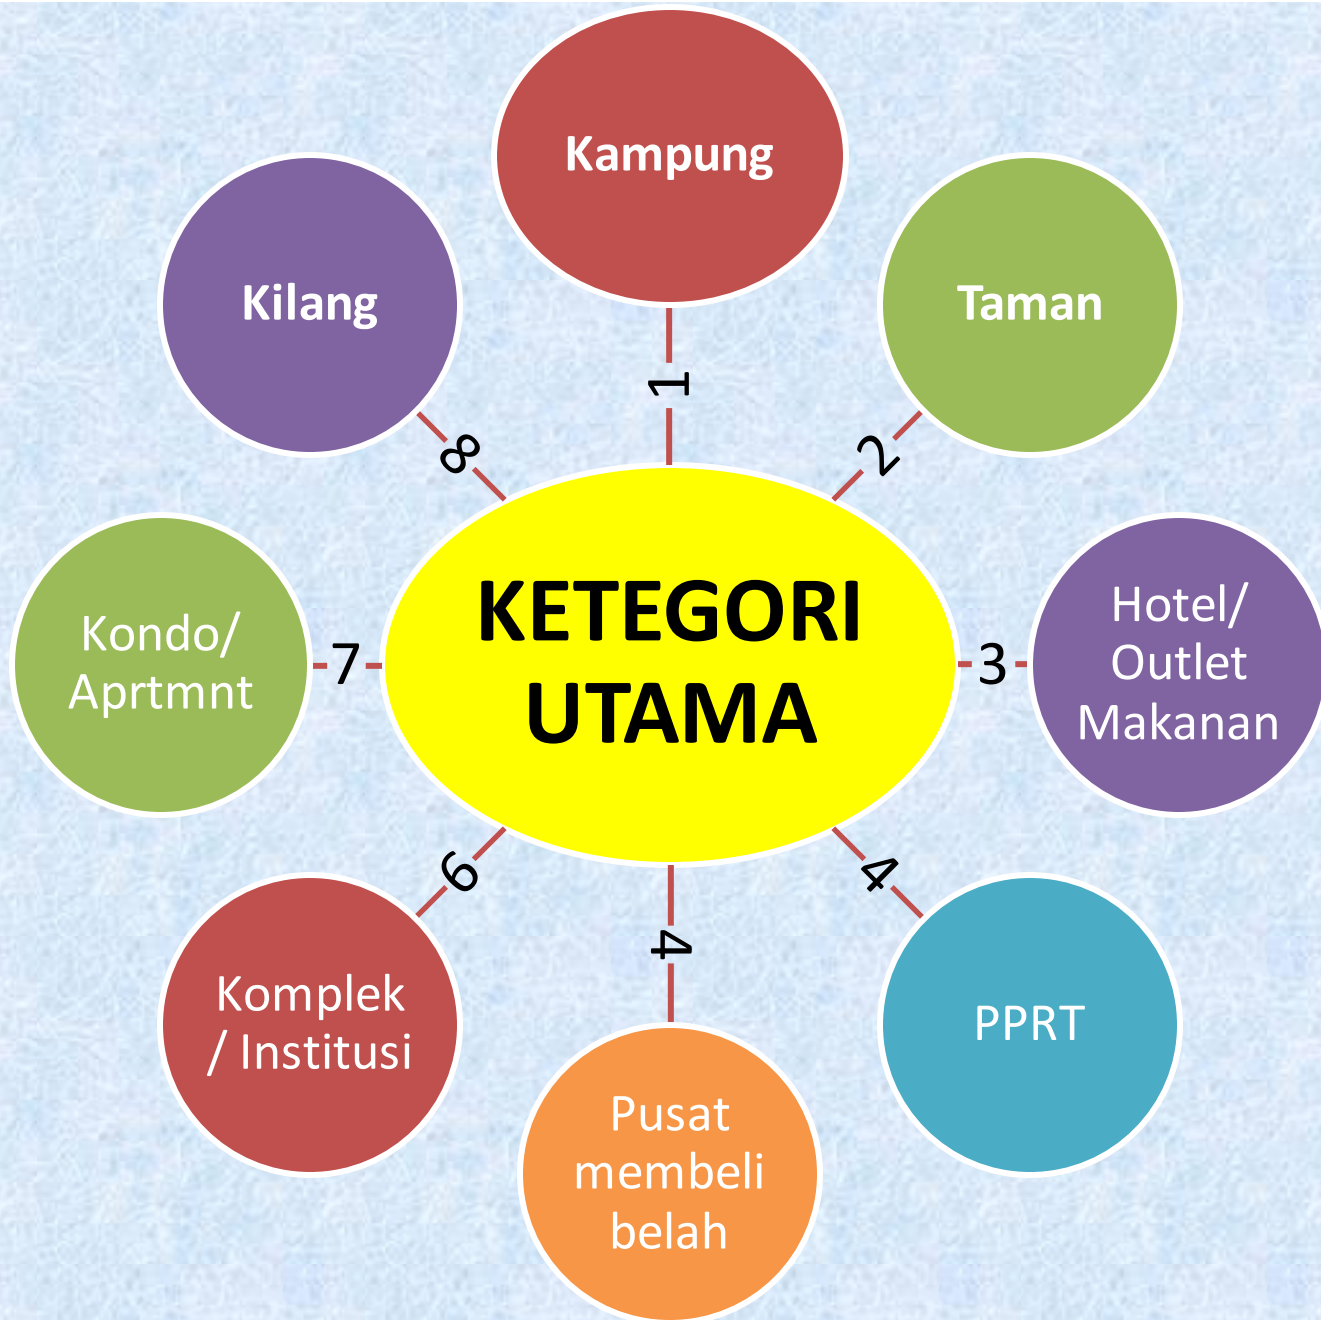 KETEGORI
UTAMA
1
Kampung
2
Taman
3
Hotel/
Outlet
Makanan
4
PPRT
4
Pusat
membeli
belah
6
Komplek
/ Institusi
7
Kondo/
Aprtmnt
8
Kilang